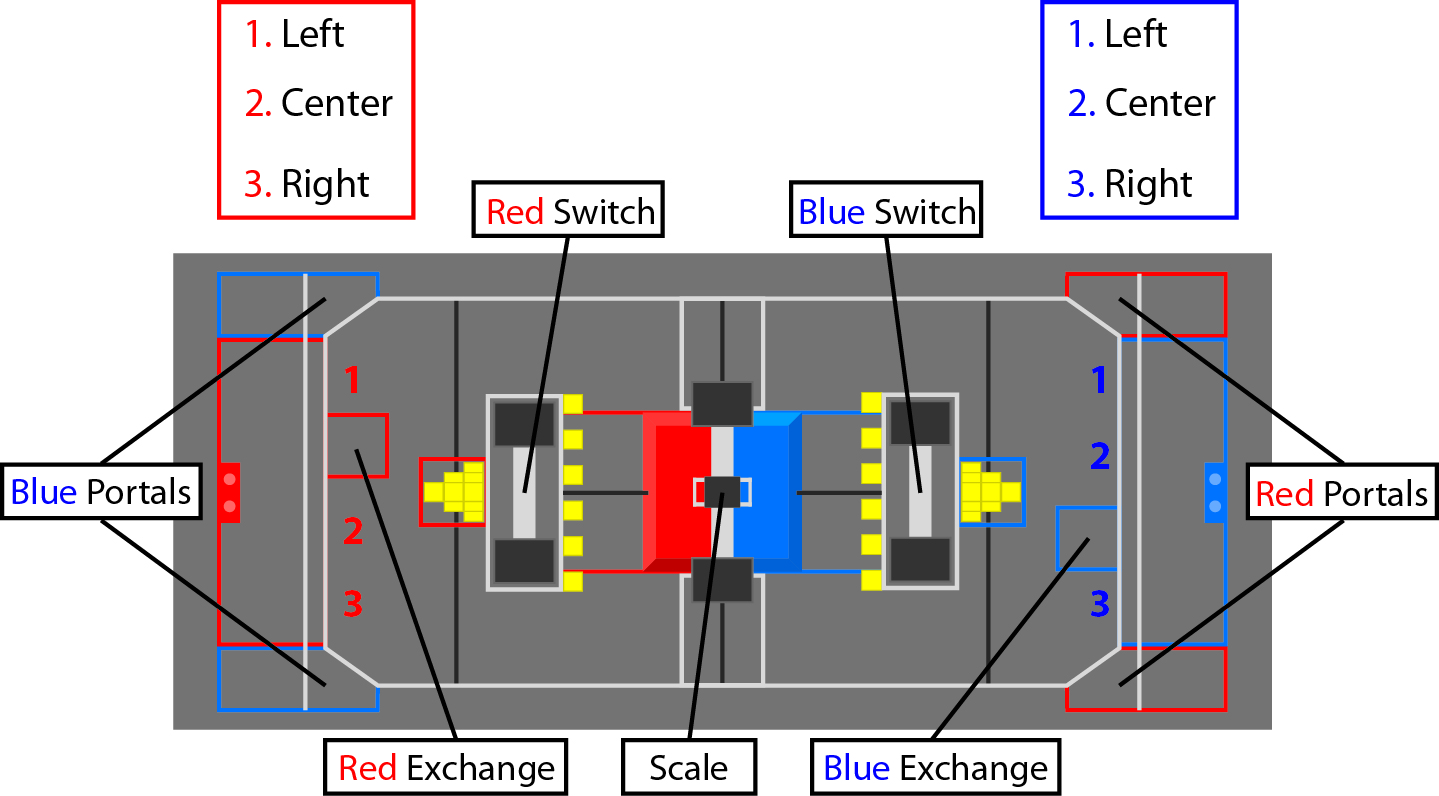 1. Left
2. Center
3. Right
1. Left
2. Center
3. Right
Red Switch
Blue Switch
1
2
3
1
2
3
Blue Portals
Red Portals
Red Exchange
Scale
Blue Exchange